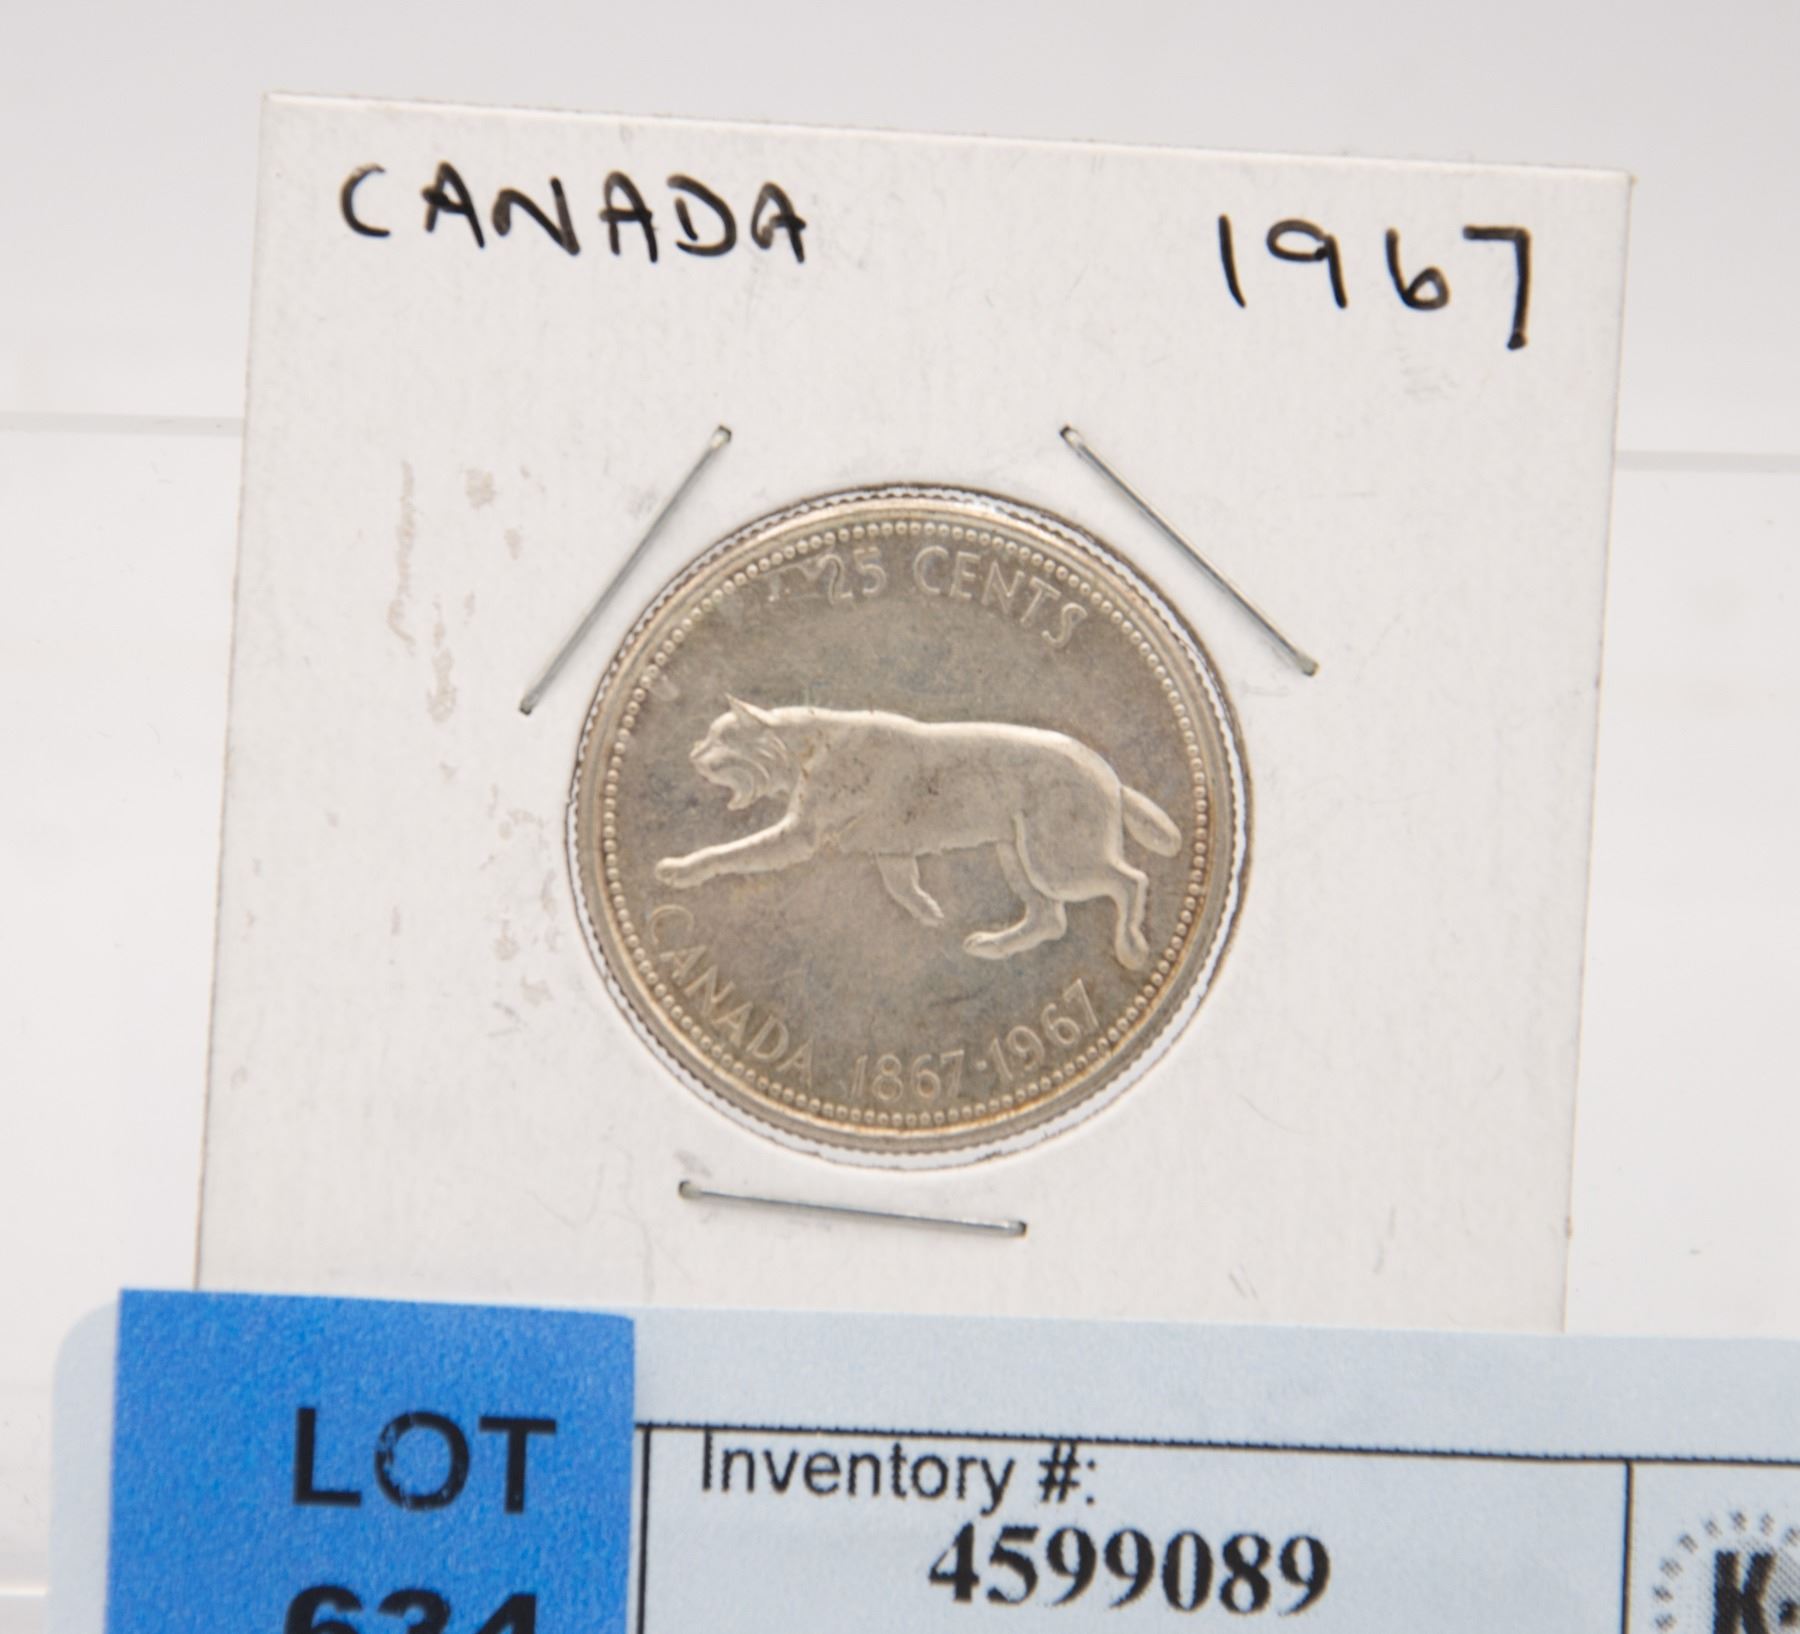 CANADA 1967
25 CENTS
CANADA 1867·1967
LOT
634
Inventory #:
4599089
K-